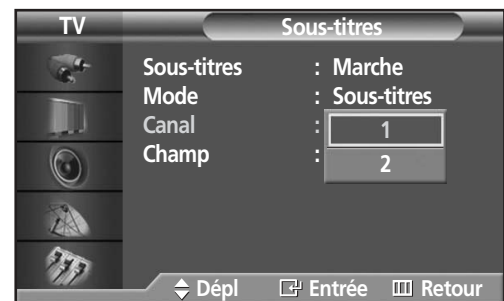 TV
Sous-titres
Sous-titres : Marche
Mode : Sous-titres
Canal : 1
Champ : 2
Dépl Entrée Retour